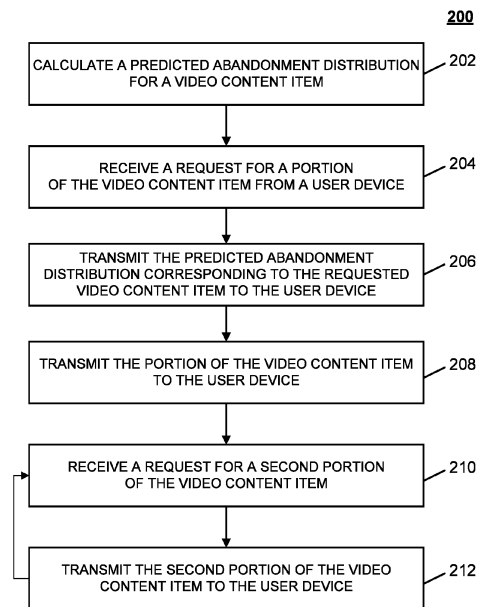 200
CALCULATE A PREDICTED ABANDONMENT DISTRIBUTION
FOR A VIDEO CONTENT ITEM
202
RECEIVE A REQUEST FOR A PORTION
OF THE VIDEO CONTENT ITEM FROM A USER DEVICE
204
TRANSMIT THE PREDICTED ABANDONMENT
DISTRIBUTION CORRESPONDING TO THE REQUESTED
VIDEO CONTENT ITEM TO THE USER DEVICE
206
TRANSMIT THE PORTION OF THE VIDEO CONTENT ITEM
TO THE USER DEVICE
208
RECEIVE A REQUEST FOR A SECOND PORTION
OF THE VIDEO CONTENT ITEM
210
TRANSMIT THE SECOND PORTION OF THE VIDEO
CONTENT ITEM TO THE USER DEVICE
212